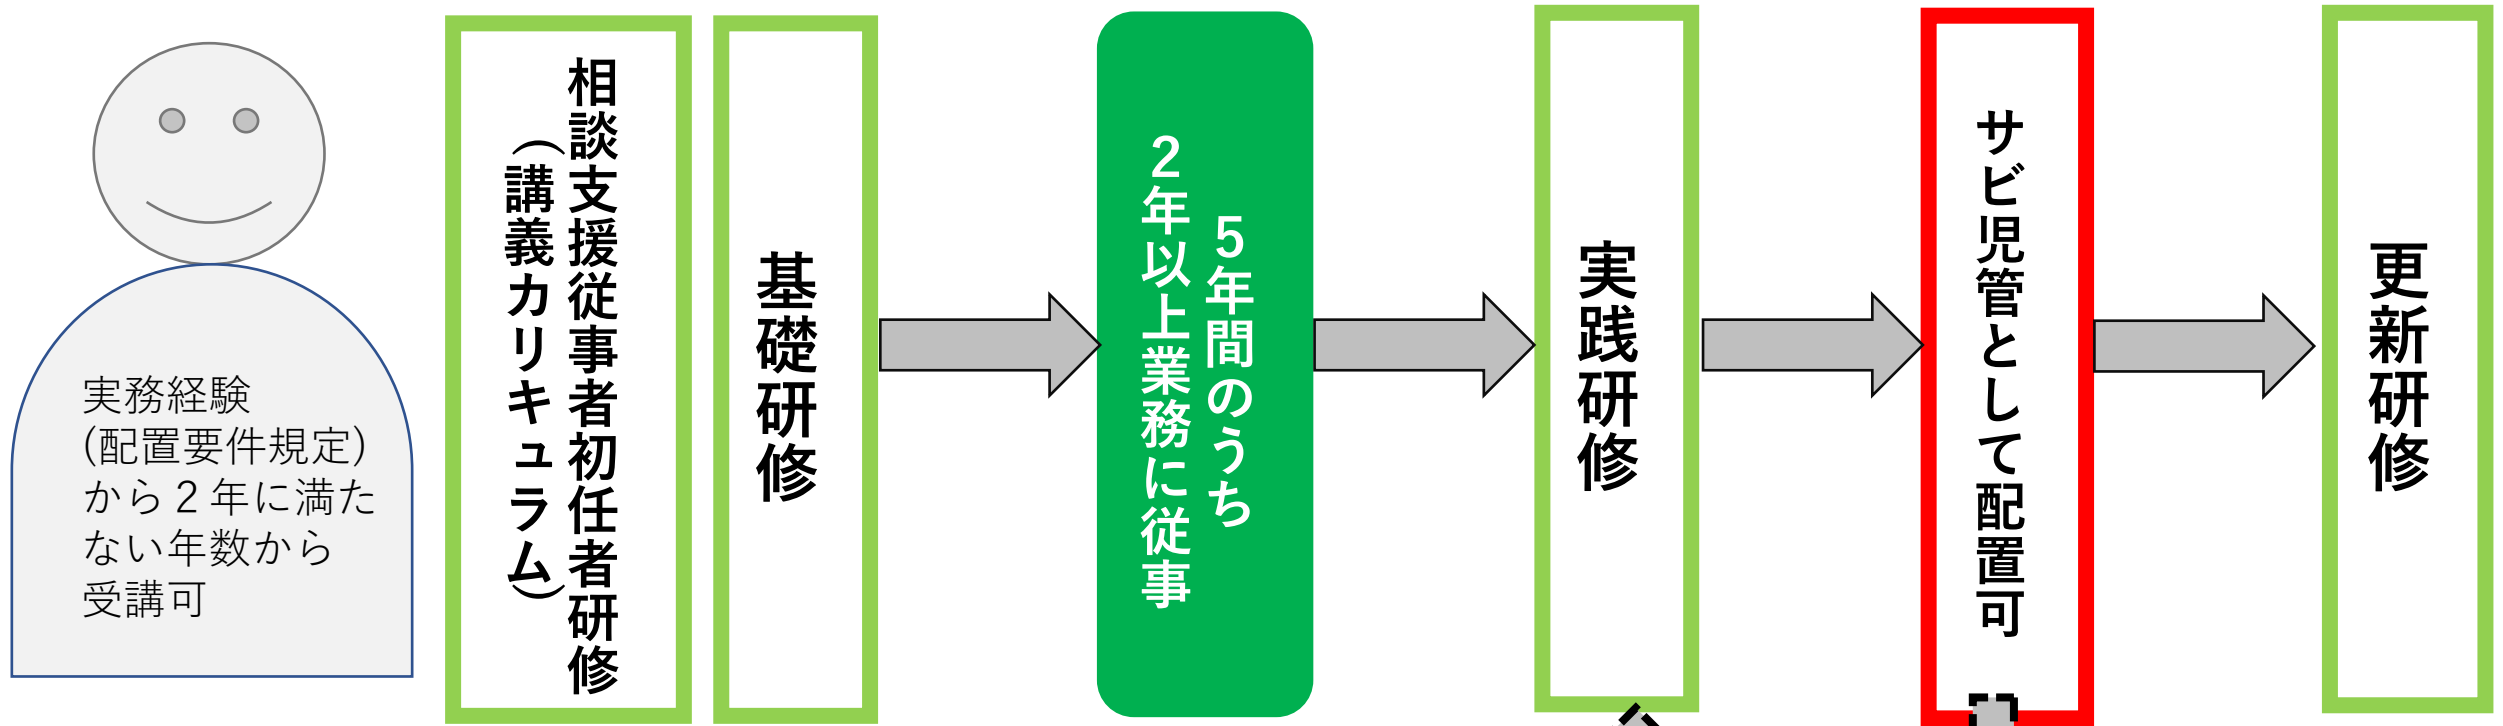 実務経験
(配置要件規定)
から2年に満た
ない年数から
受講可
相談支援従事者初任者研修
（講義カリキュラム）
基礎研修
5年間のうち
2年以上業務に従事
実践研修
サビ児管として配置可
更新研修